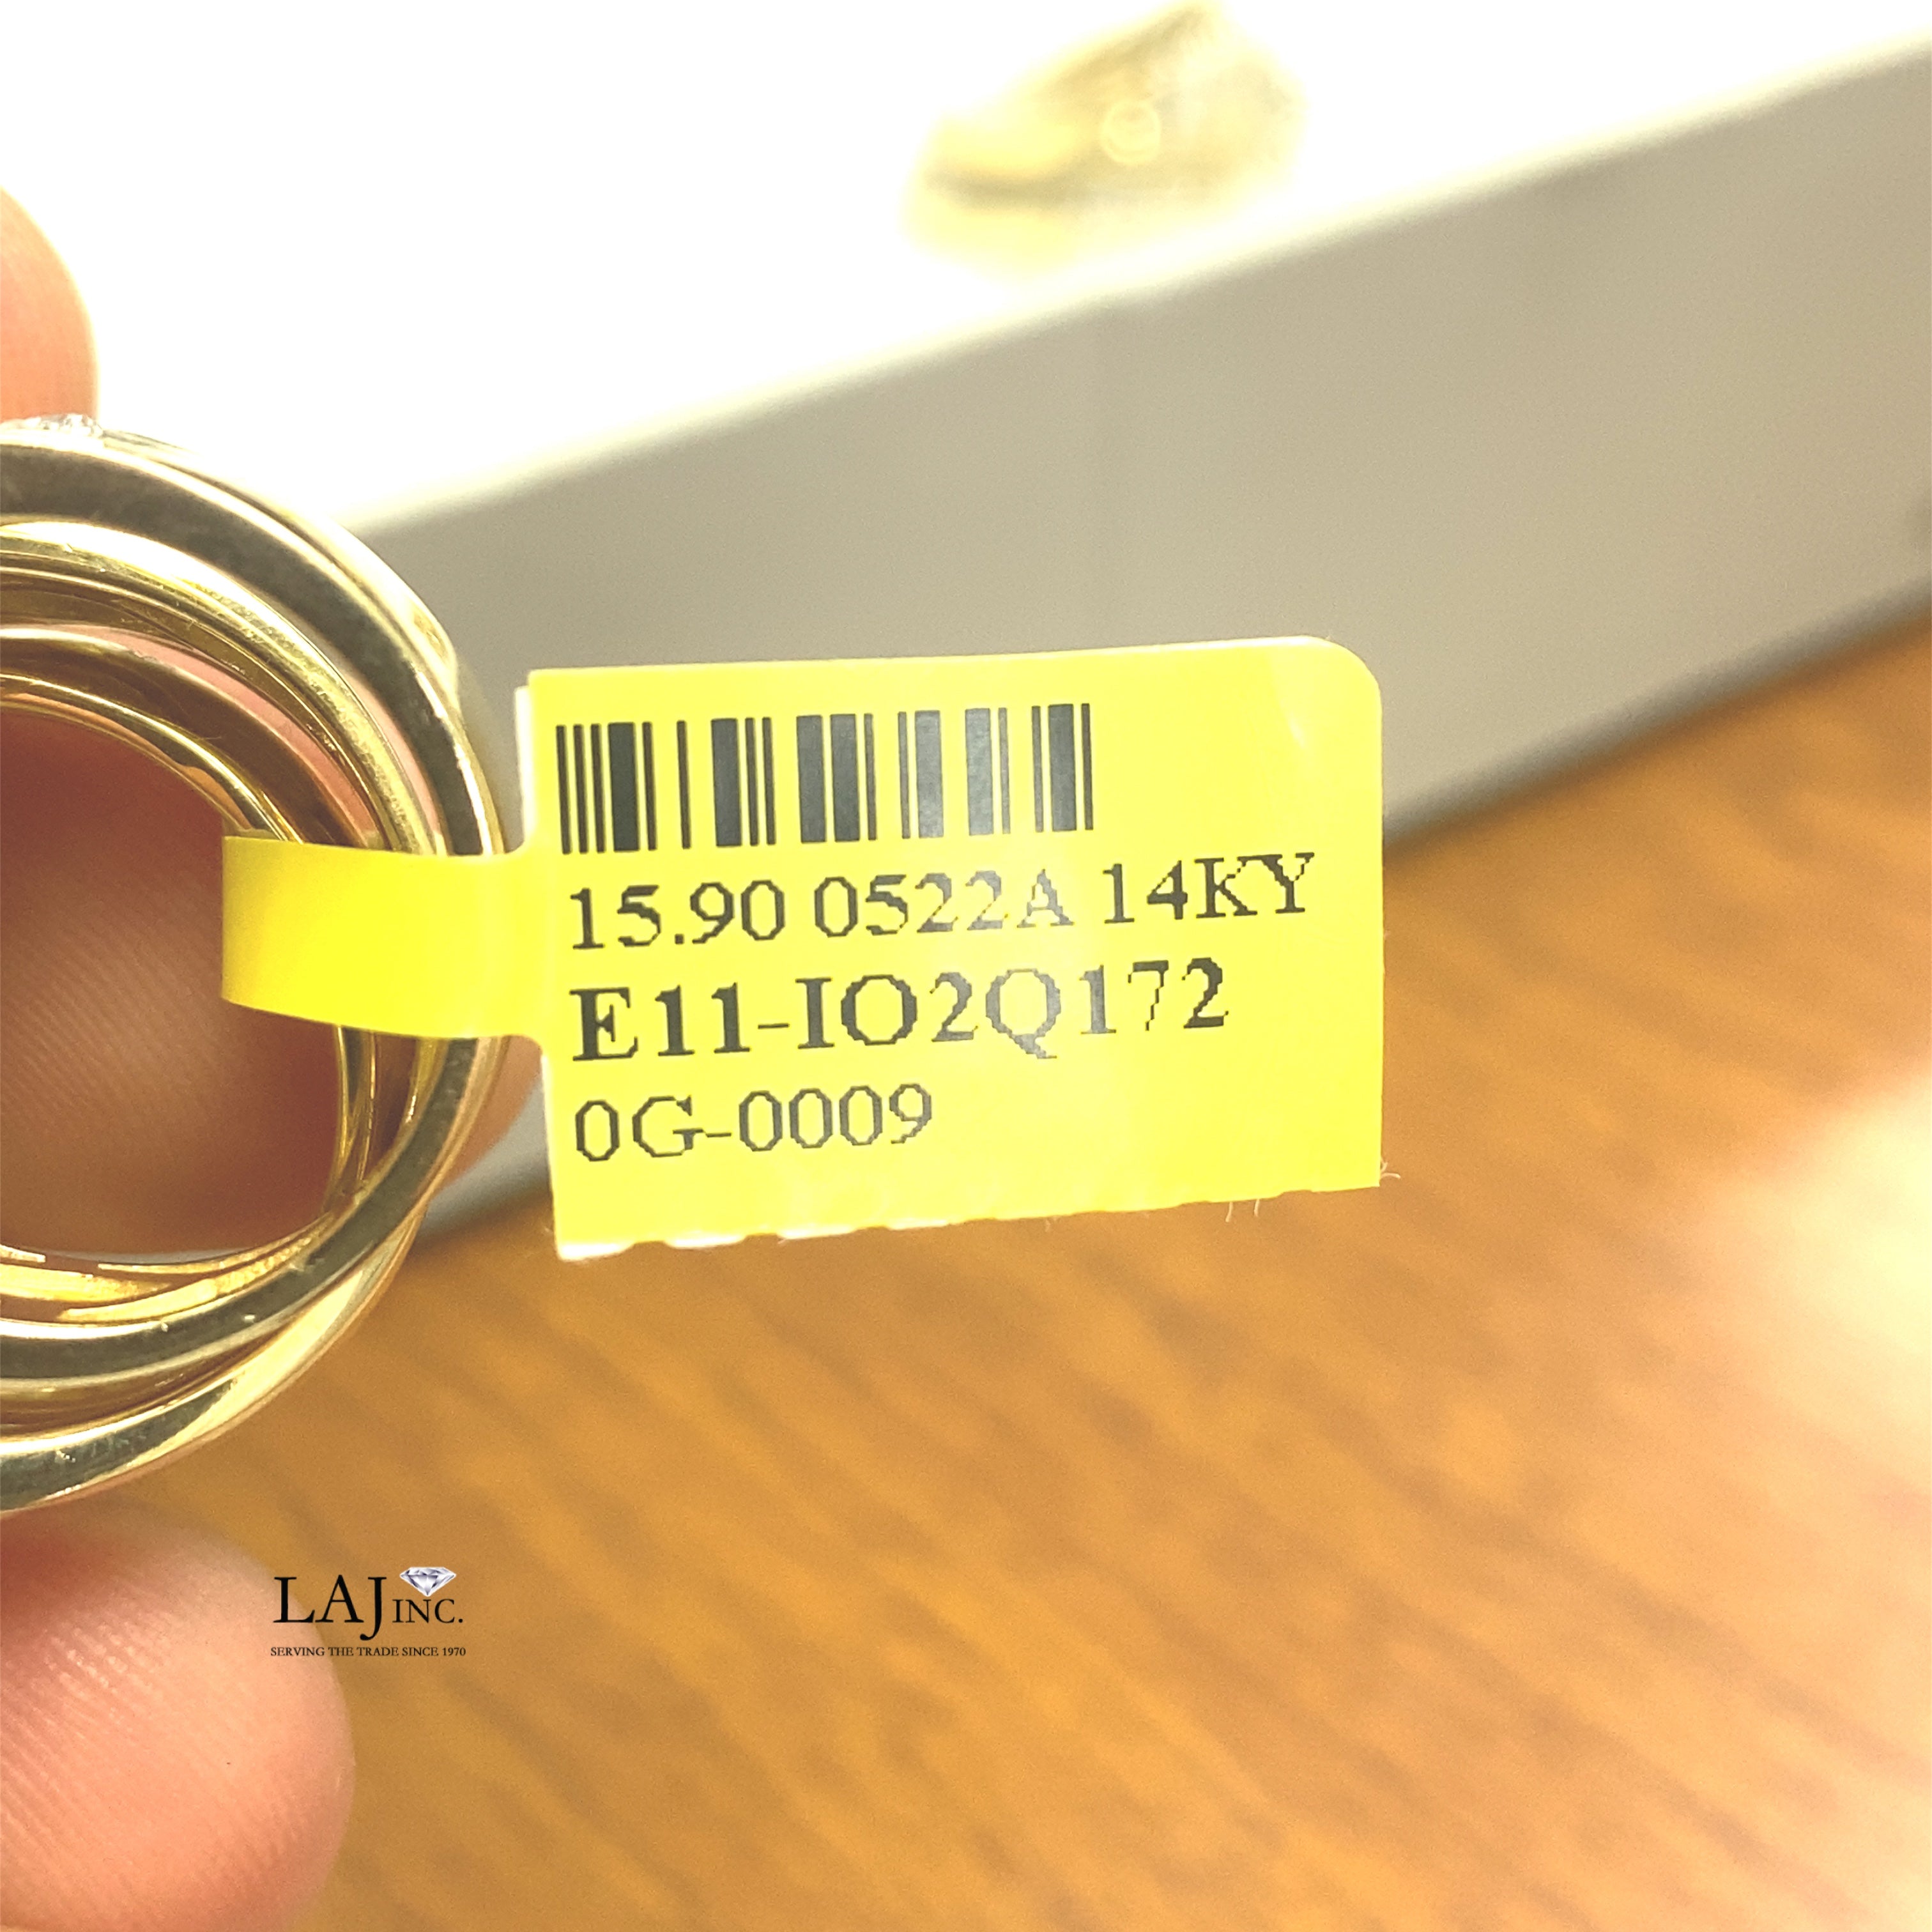 15.90 0522A 14KY
E11-IO2Q172
0G-0009
LAJ INC.
SERVING THE TRADE SINCE 1970